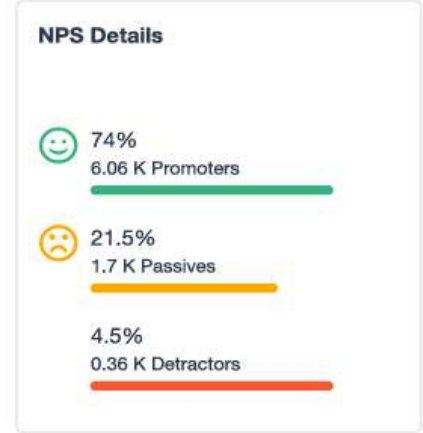 NPS Details
74%
6.06 K Promoters
21.5%
1.7 K Passives
4.5%
0.36 K Detractors